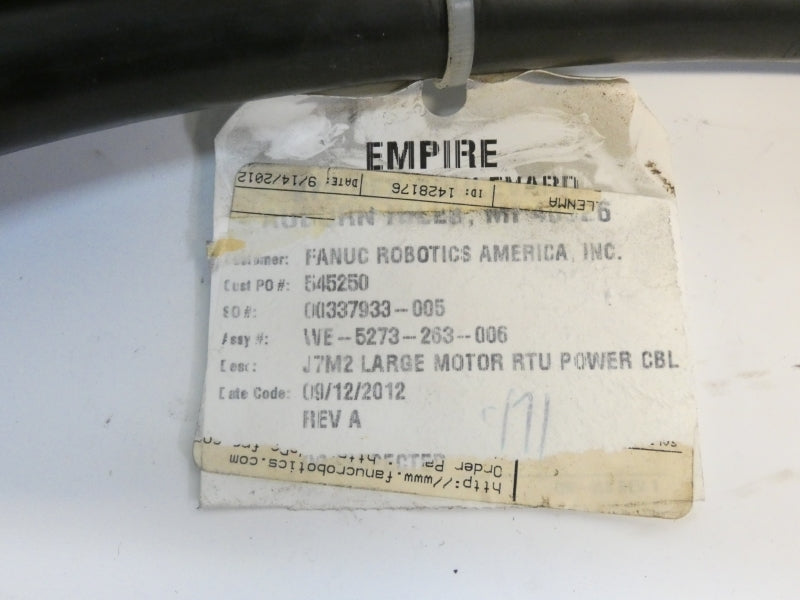 EMPIRE
LLENMA
ID: 1428176
DATE: 9/14/2012
Customer: FANUC ROBOTICS AMERICA, INC.
Cust PO #: 545250
SO #: 00337933-005
Assy #: WE-5273-263-006
Desc: J7M2 LARGE MOTOR RTU POWER CBL
Date Code: 09/12/2012
REV A
http://www.fanucrobotics.com